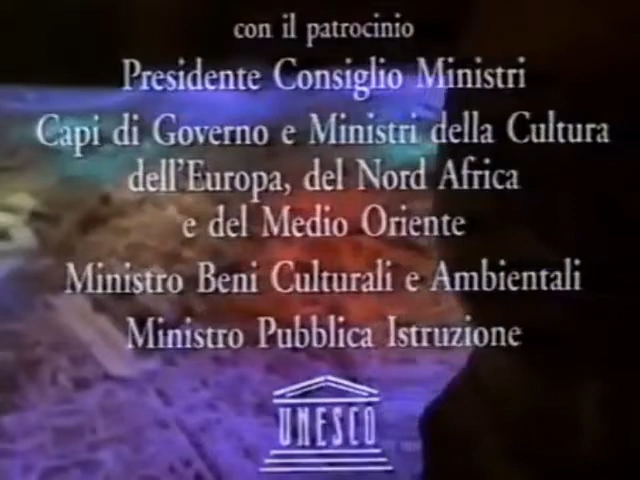 con il patrocinio
Presidente Consiglio Ministri
Capi di Governo e Ministri della Cultura
dell'Europa, del Nord Africa
e del Medio Oriente
Ministro Beni Culturali e Ambientali
Ministro Pubblica Istruzione
UNESCO